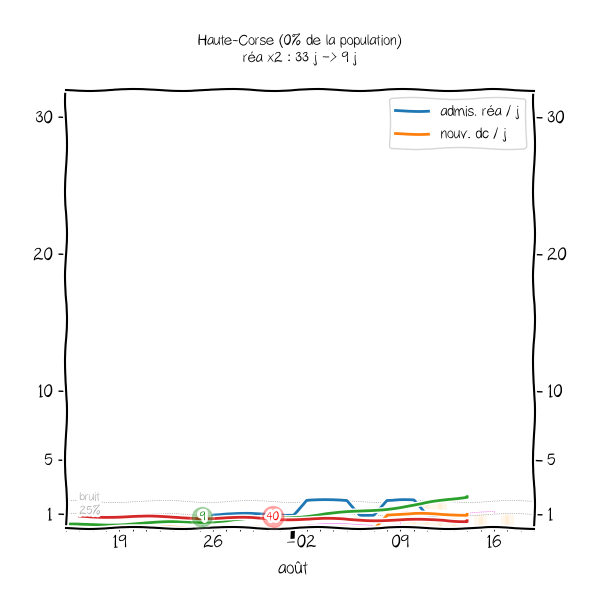 Haute-Corse (0% de la population)
réa x2 : 33 j -> 9 j
admis. réa / j
nouv. dc / j
30 30
20 20
10 10
5 5
bruit
25%
1 9 40 1
19 26 02 09 16
août